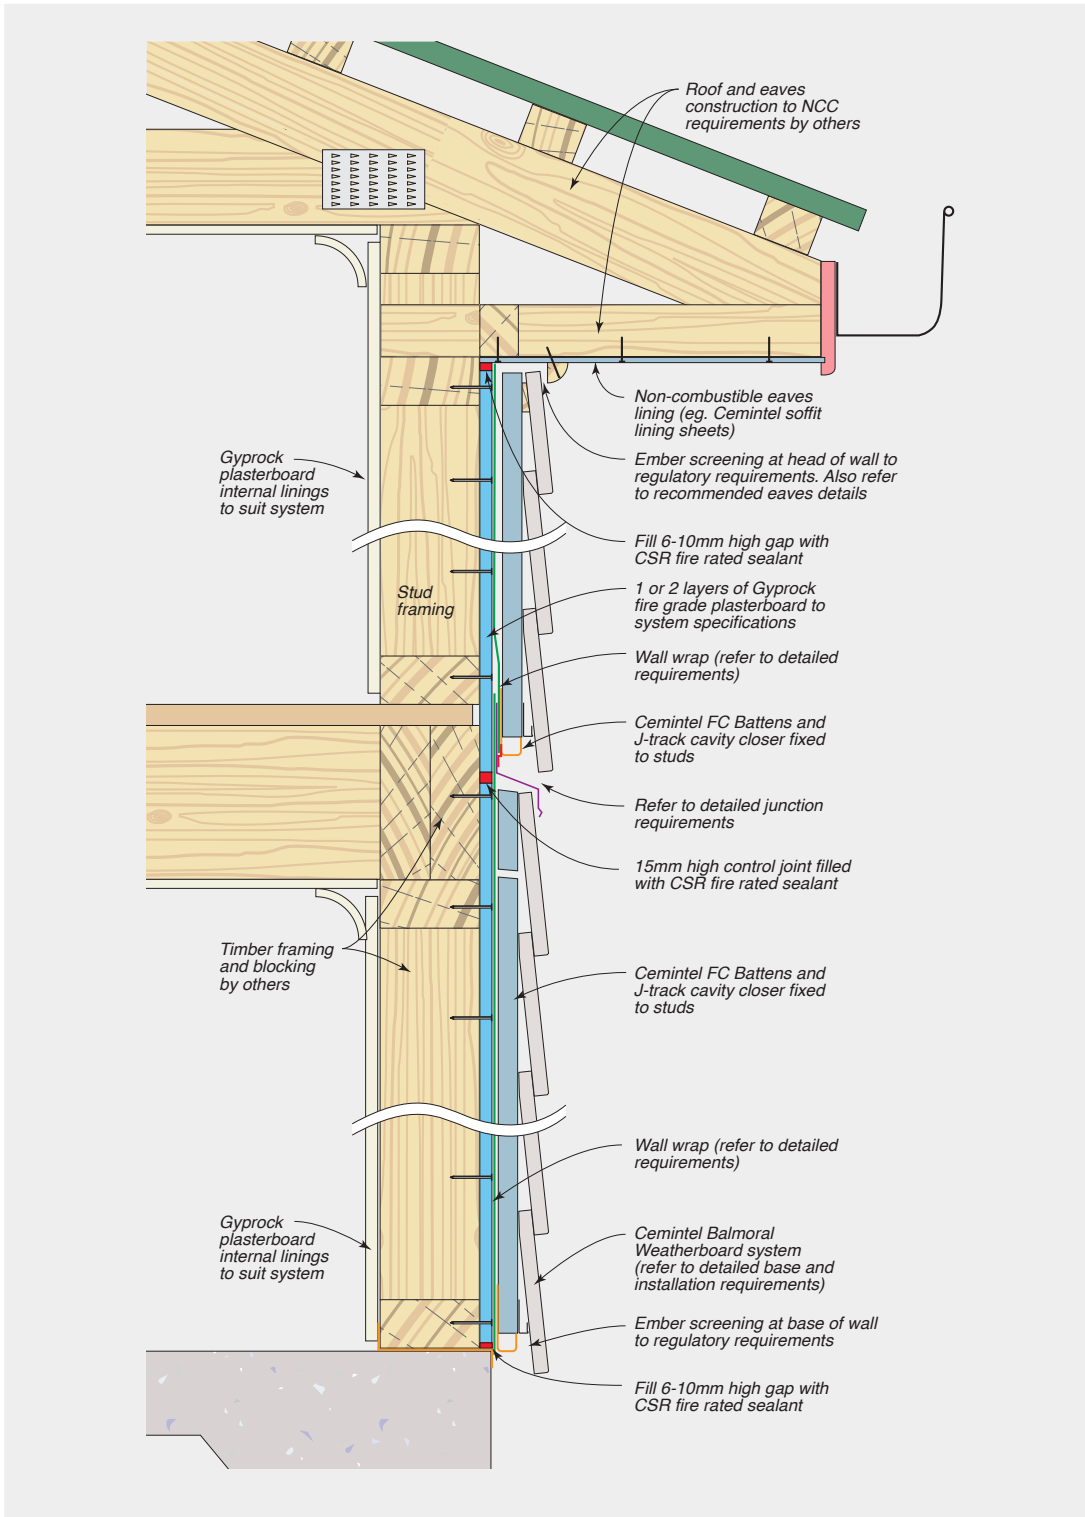 Roof and eaves
construction to NCC
requirements by others
Non-combustible eaves
lining (eg. Cemintel soffit
lining sheets)
Gyprock
plasterboard
internal linings
to suit system
Ember screening at head of wall to
regulatory requirements. Also refer
to recommended eaves details
Fill 6-10mm high gap with
CSR fire rated sealant
Stud
framing
1 or 2 layers of Gyprock
fire grade plasterboard to
system specifications
Wall wrap (refer to detailed
requirements)
Cemintel FC Battens and
J-track cavity closer fixed
to studs
Refer to detailed junction
requirements
15mm high control joint filled
with CSR fire rated sealant
Timber framing
and blocking
by others
Cemintel FC Battens and
J-track cavity closer fixed
to studs
Wall wrap (refer to detailed
requirements)
Gyprock
plasterboard
internal linings
to suit system
Cemintel Balmoral
Weatherboard system
(refer to detailed base and
installation requirements)
Ember screening at base of wall
to regulatory requirements
Fill 6-10mm high gap with
CSR fire rated sealant